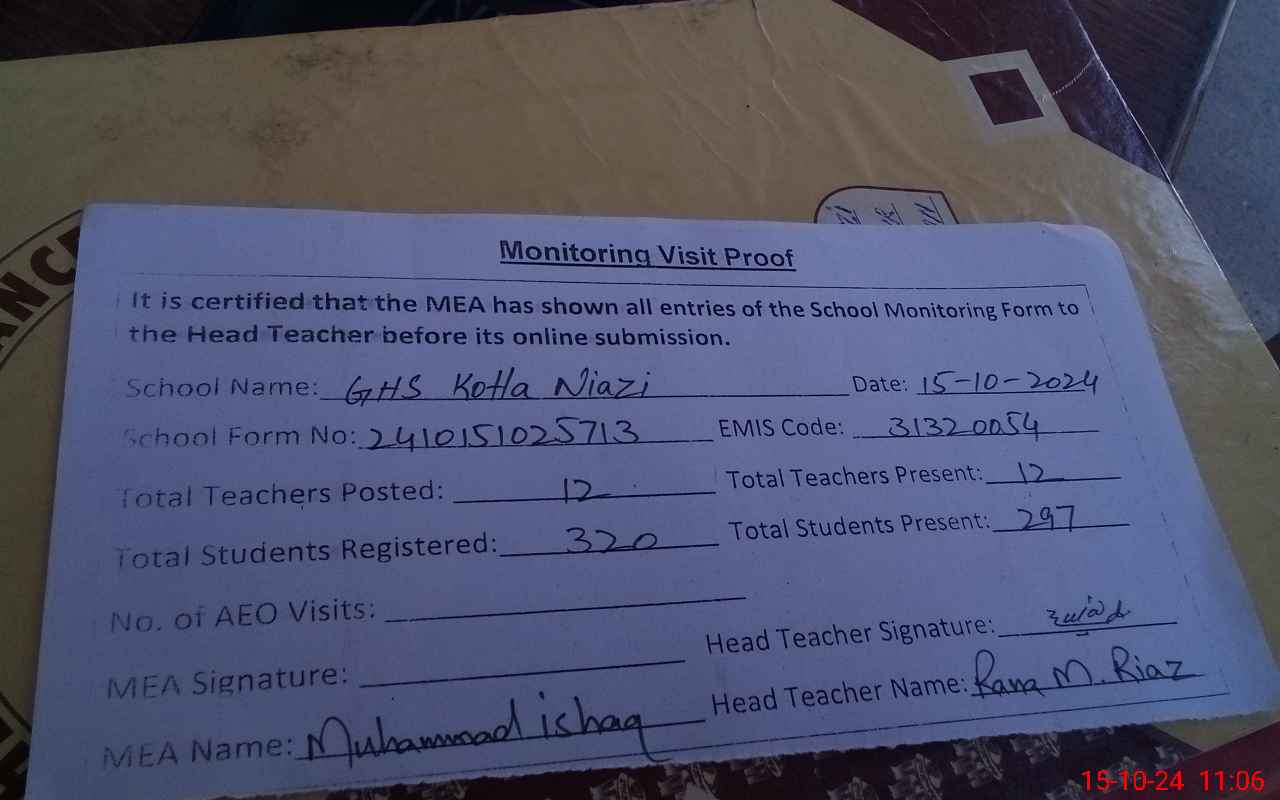 ANCE
Monitoring Visit Proof
It is certified that the MEA has shown all entries of the School Monitoring Form to
the Head Teacher before its online submission.
School Name: GHS Kotla Niazi Date: 15-10-2024
School Form No: 2410151025713 EMIS Code: 31320054
Total Teachers Posted: 12 Total Teachers Present: 12
Total Students Registered: 320 Total Students Present: 297
No. of AEO Visits:
MEA Signature: Head Teacher Signature:
MEA Name: Muhammad ishaq Head Teacher Name: Rana M. Riaz
15-10-24 11:06